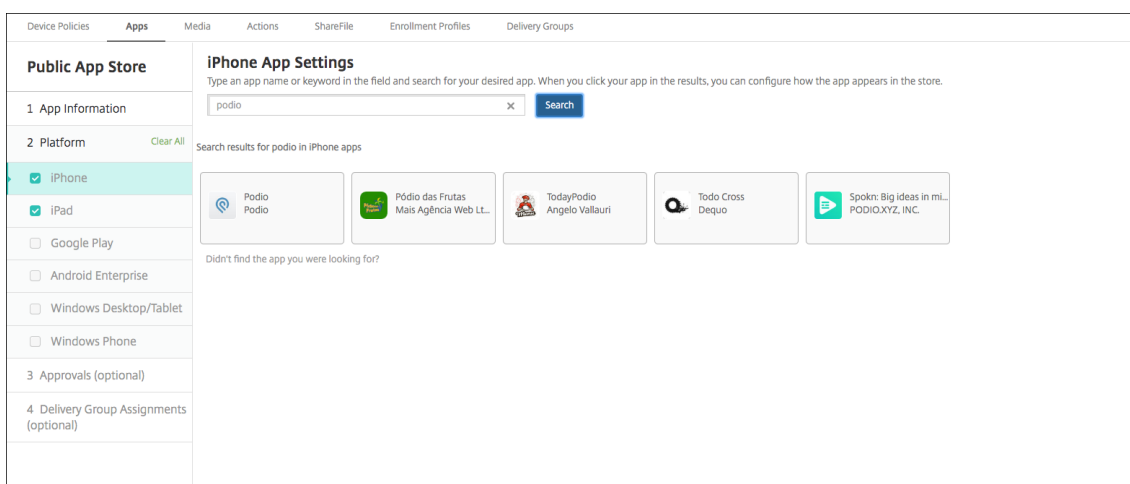 Device Policies Apps Media Actions ShareFile Enrollment Profiles Delivery Groups
Public App Store
1 App Information
2 Platform Clear All
iPhone
iPad
Google Play
Android Enterprise
Windows Desktop/Tablet
Windows Phone
3 Approvals (optional)
4 Delivery Group Assignments
(optional)
iPhone App Settings
Type an app name or keyword in the field and search for your desired app. When you click your app in the results, you can configure how the app appears in the store.
podio Search
Search results for podio in iPhone apps
Podio
Podio
Pódio das Frutas
Mais Agência Web Lt...
TodayPodio
Angelo Vallauri
Todo Cross
Dequo
Spokn: Big ideas in mi...
PODIO.XYZ, INC.
Didn't find the app you were looking for?